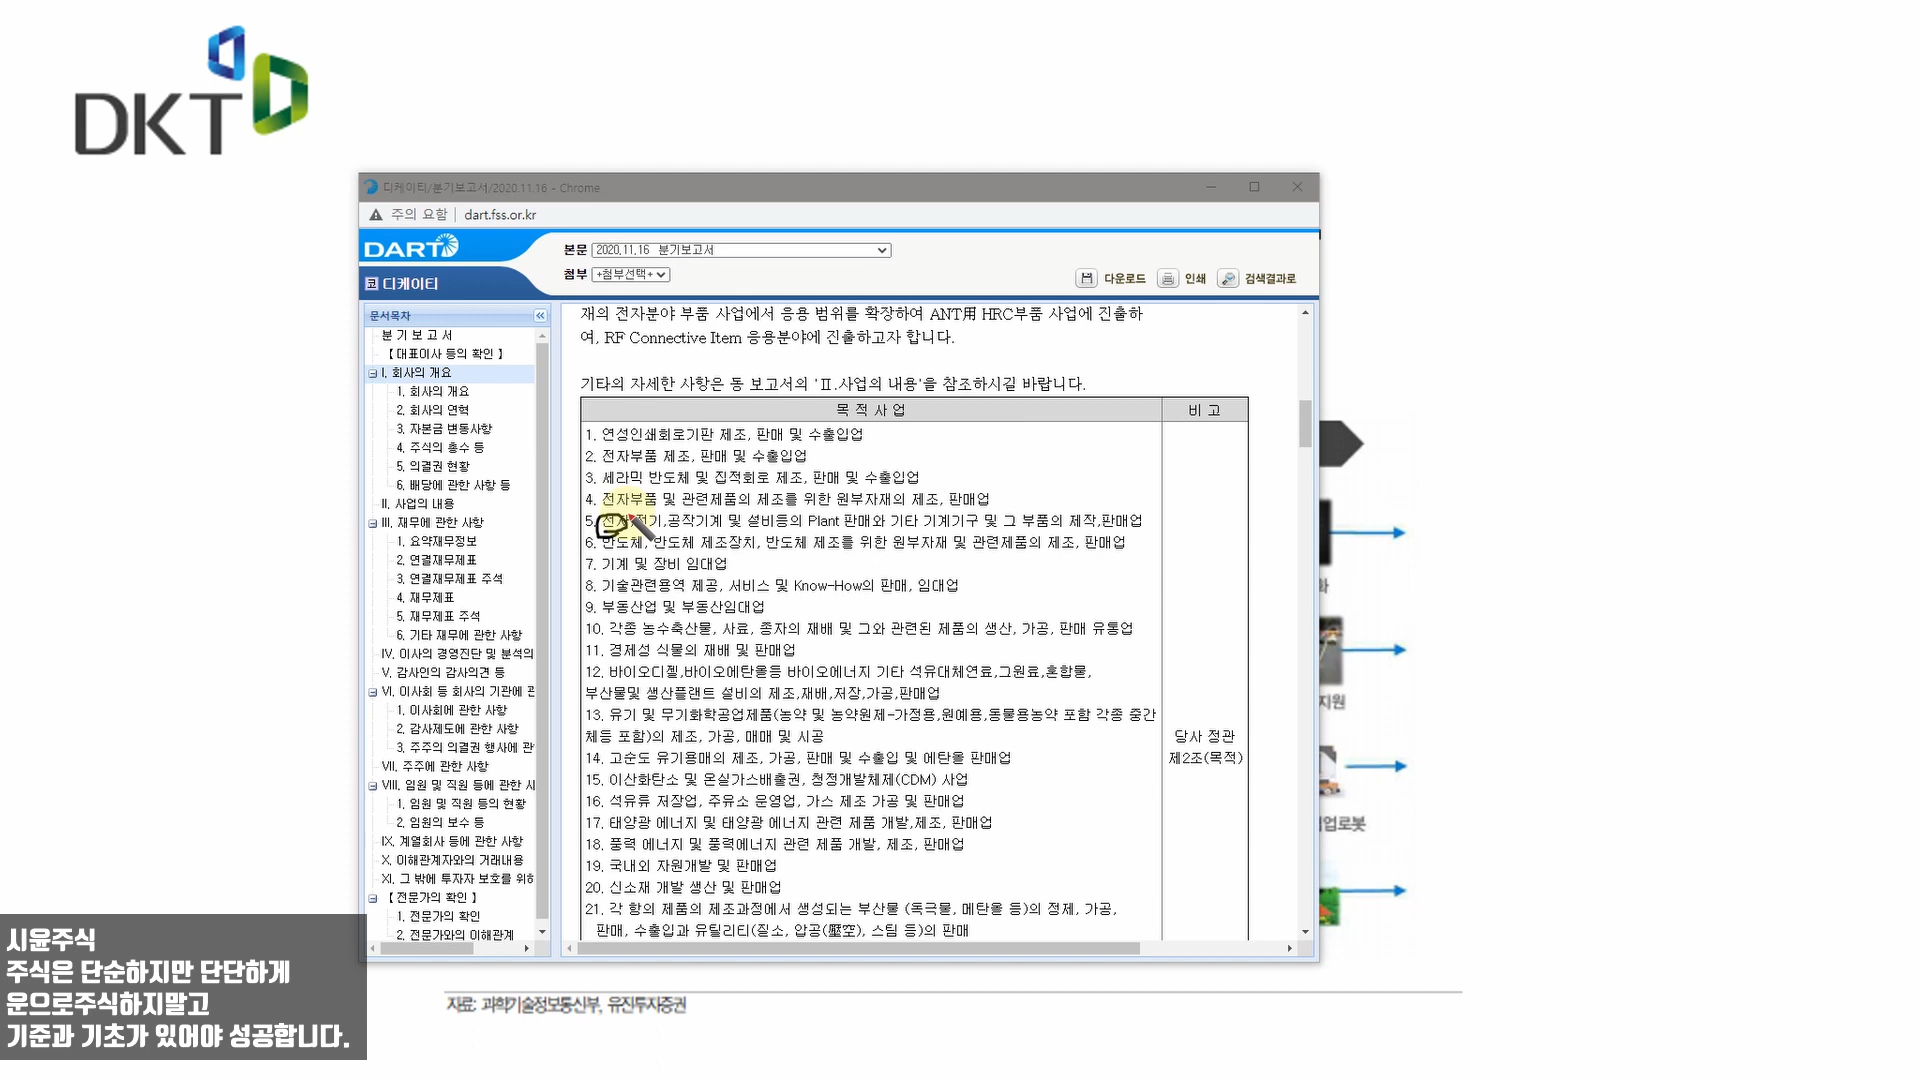 DKT
디케이티/분기보고서/2020.11.16 - Chrome
주의 요함 dart.fss.or.kr
DART
본문 2020.11.16 분기보고서
첨부 +첨부선택+
코 디케이티
다운로드 인쇄 검색결과로
문서목차
분 기 보 고 서
【 대표이사 등의 확인 】
I. 회사의 개요
1. 회사의 개요
2. 회사의 연혁
3. 자본금 변동사항
4. 주식의 총수 등
5. 의결권 현황
6. 배당에 관한 사항 등
II. 사업의 내용
III. 재무에 관한 사항
1. 요약재무정보
2. 연결재무제표
3. 연결재무제표 주석
4. 재무제표
5. 재무제표 주석
6. 기타 재무에 관한 사항
IV. 이사의 경영진단 및 분석의
V. 감사인의 감사의견 등
VI. 이사회 등 회사의 기관에 관
1. 이사회에 관한 사항
2. 감사제도에 관한 사항
3. 주주의 의결권 행사에 관
VII. 주주에 관한 사항
VIII. 임원 및 직원 등에 관한 사
1. 임원 및 직원 등의 현황
2. 임원의 보수 등
IX. 계열회사 등에 관한 사항
X. 이해관계자와의 거래내용
XI. 그 밖에 투자자 보호를 위하
【 전문가의 확인 】
1. 전문가의 확인
2. 전문가와의 이해관계
재의 전자분야 부품 사업에서 응용 범위를 확장하여 ANT用 HRC부품 사업에 진출하
여, RF Connective Item 응용분야에 진출하고자 합니다.
기타의 자세한 사항은 동 보고서의 'Ⅱ.사업의 내용'을 참조하시길 바랍니다.
목 적 사 업 비 고
1. 연성인쇄회로기판 제조, 판매 및 수출입업
2. 전자부품 제조, 판매 및 수출입업
3. 세라믹 반도체 및 집적회로 제조, 판매 및 수출입업
4. 전자부품 및 관련제품의 제조를 위한 원부자재의 제조, 판매업
5. 전자,전기,공작기계 및 설비등의 Plant 판매와 기타 기계기구 및 그 부품의 제작,판매업
6. 반도체, 반도체 제조장치, 반도체 제조를 위한 원부자재 및 관련제품의 제조, 판매업
7. 기계 및 장비 임대업
8. 기술관련용역 제공, 서비스 및 Know-How의 판매, 임대업
9. 부동산업 및 부동산임대업
10. 각종 농수축산물, 사료, 종자의 재배 및 그와 관련된 제품의 생산, 가공, 판매 유통업
11. 경제성 식물의 재배 및 판매업
12. 바이오디젤,바이오에탄올등 바이오에너지 기타 석유대체연료,그원료,혼합물,
부산물및 생산플랜트 설비의 제조,재배,저장,가공,판매업
13. 유기 및 무기화학공업제품(농약 및 농약원제-가정용,원예용,동물용농약 포함 각종 중간
체등 포함)의 제조, 가공, 매매 및 시공
14. 고순도 유기용매의 제조, 가공, 판매 및 수출입 및 에탄올 판매업
15. 이산화탄소 및 온실가스배출권, 청정개발체제(CDM) 사업
16. 석유류 저장업, 주유소 운영업, 가스 제조 가공 및 판매업
17. 태양광 에너지 및 태양광 에너지 관련 제품 개발,제조, 판매업
18. 풍력 에너지 및 풍력에너지 관련 제품 개발, 제조, 판매업
19. 국내외 자원개발 및 판매업
20. 신소재 개발 생산 및 판매업
21. 각 항의 제품의 제조과정에서 생성되는 부산물 (독극물, 메탄올 등)의 정제, 가공,
판매, 수출입과 유틸리티(질소, 압공(壓空), 스팀 등)의 판매
당사 정관
제2조(목적)
화
지원
업로봇
자료: 과학기술정보통신부, 유진투자증권
시윤주식
주식은 단순하지만 단단하게
운으로주식하지말고
기준과 기초가 있어야 성공합니다.